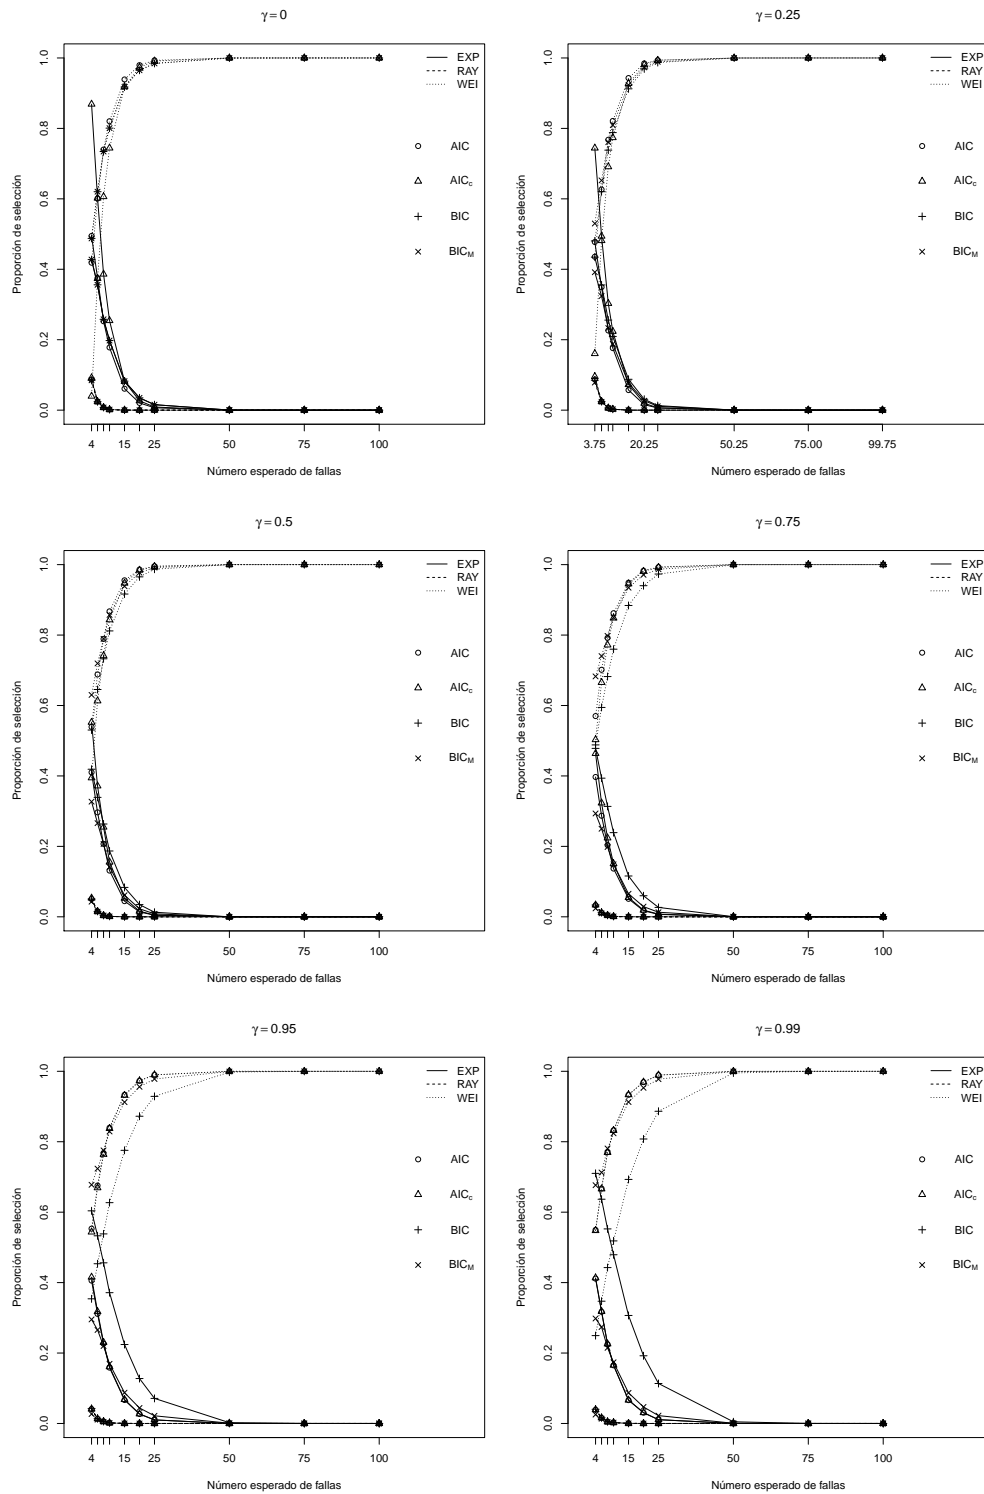 γ = 0
Proporción de selección
1.0
0.8
0.6
0.4
0.2
0.0
EXP
RAY
WEI
AIC
AICc
BIC
BICM
4 15 25 50 75 100
Número esperado de fallas
γ = 0.25
Proporción de selección
1.0
0.8
0.6
0.4
0.2
0.0
EXP
RAY
WEI
AIC
AICc
BIC
BICM
3.75 20.25 50.25 75.00 99.75
Número esperado de fallas
γ = 0.5
Proporción de selección
1.0
0.8
0.6
0.4
0.2
0.0
EXP
RAY
WEI
AIC
AICc
BIC
BICM
4 15 25 50 75 100
Número esperado de fallas
γ = 0.75
Proporción de selección
1.0
0.8
0.6
0.4
0.2
0.0
EXP
RAY
WEI
AIC
AICc
BIC
BICM
4 15 25 50 75 100
Número esperado de fallas
γ = 0.95
Proporción de selección
1.0
0.8
0.6
0.4
0.2
0.0
EXP
RAY
WEI
AIC
AICc
BIC
BICM
4 15 25 50 75 100
Número esperado de fallas
γ = 0.99
Proporción de selección
1.0
0.8
0.6
0.4
0.2
0.0
EXP
RAY
WEI
AIC
AICc
BIC
BICM
4 15 25 50 75 100
Número esperado de fallas